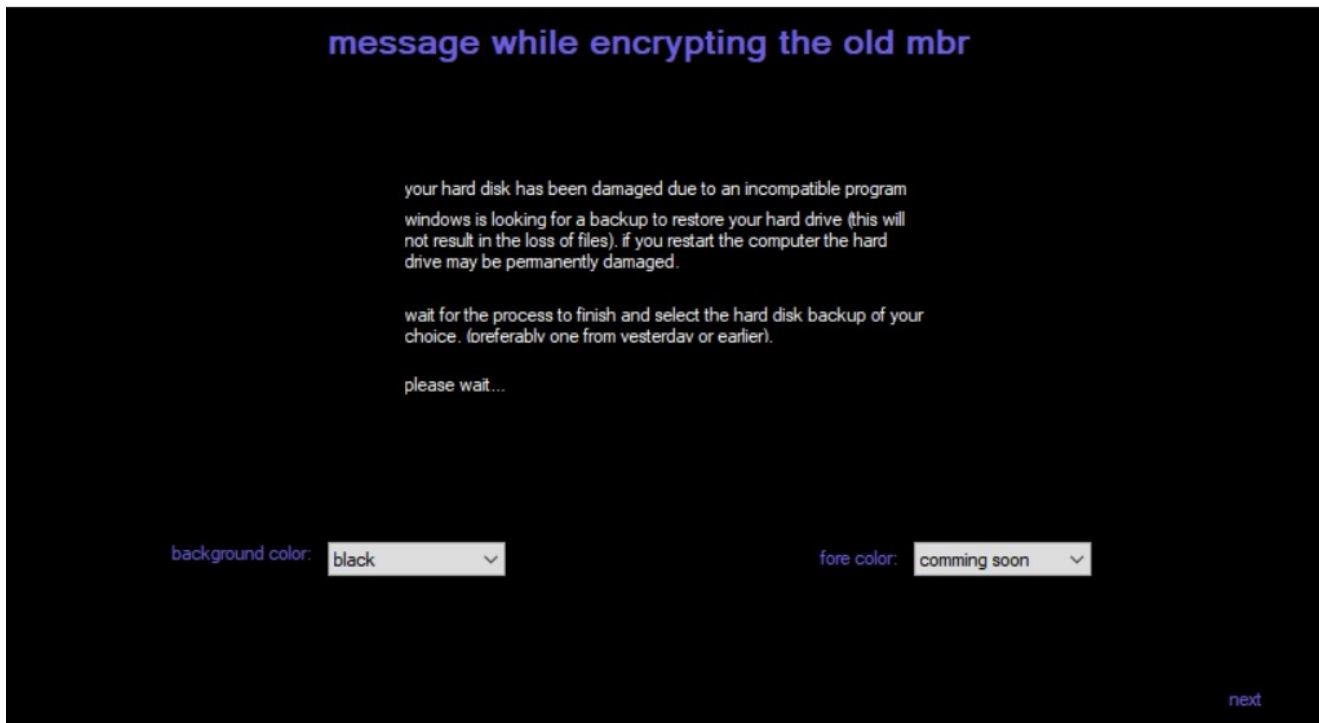 message while encrypting the old mbr
your hard disk has been damaged due to an incompatible program
windows is looking for a backup to restore your hard drive (this will
not result in the loss of files). if you restart the computer the hard
drive may be permanently damaged.
wait for the process to finish and select the hard disk backup of your
choice. (preferably one from yesterday or earlier).
please wait...
background color: black fore color: comming soon
next